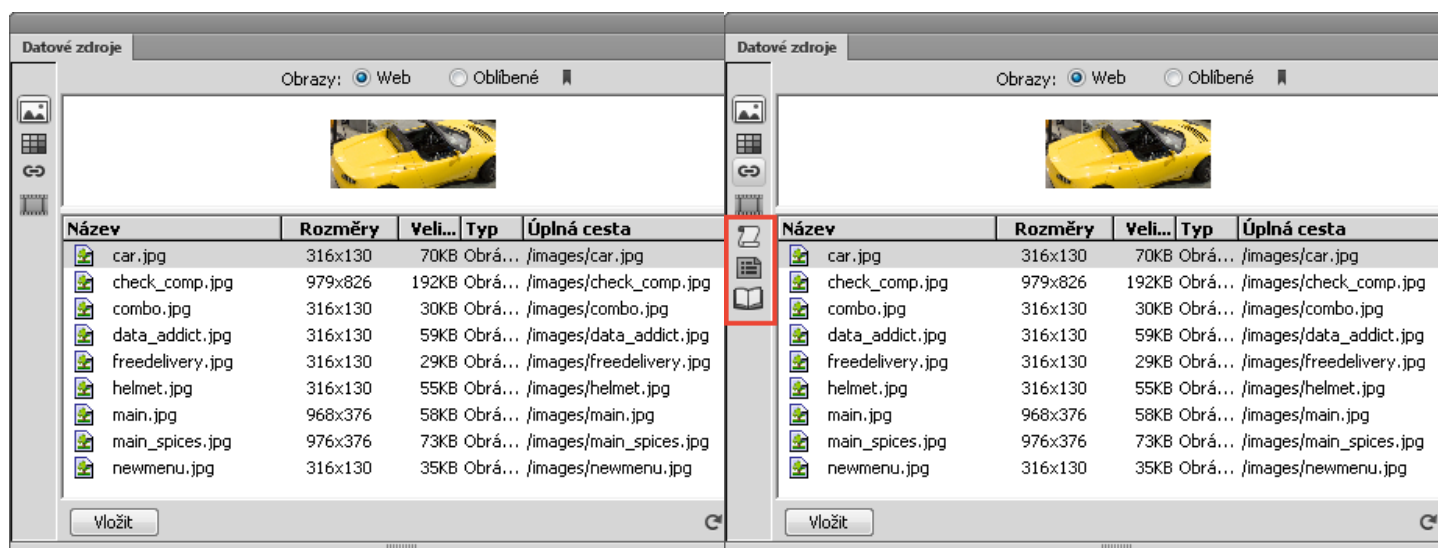 Datové zdroje
Obrazy: Web Oblíbené
Název Rozměry Veli... Typ Úplná cesta
car.jpg 316x130 70KB Obrá... /images/car.jpg
check_comp.jpg 979x826 192KB Obrá... /images/check_comp.jpg
combo.jpg 316x130 30KB Obrá... /images/combo.jpg
data_addict.jpg 316x130 59KB Obrá... /images/data_addict.jpg
freedelivery.jpg 316x130 29KB Obrá... /images/freedelivery.jpg
helmet.jpg 316x130 55KB Obrá... /images/helmet.jpg
main.jpg 968x376 58KB Obrá... /images/main.jpg
main_spices.jpg 976x376 73KB Obrá... /images/main_spices.jpg
newmenu.jpg 316x130 35KB Obrá... /images/newmenu.jpg
Vložit
Datové zdroje
Obrazy: Web Oblíbené
Název Rozměry Veli... Typ Úplná cesta
car.jpg 316x130 70KB Obrá... /images/car.jpg
check_comp.jpg 979x826 192KB Obrá... /images/check_comp.jpg
combo.jpg 316x130 30KB Obrá... /images/combo.jpg
data_addict.jpg 316x130 59KB Obrá... /images/data_addict.jpg
freedelivery.jpg 316x130 29KB Obrá... /images/freedelivery.jpg
helmet.jpg 316x130 55KB Obrá... /images/helmet.jpg
main.jpg 968x376 58KB Obrá... /images/main.jpg
main_spices.jpg 976x376 73KB Obrá... /images/main_spices.jpg
newmenu.jpg 316x130 35KB Obrá... /images/newmenu.jpg
Vložit